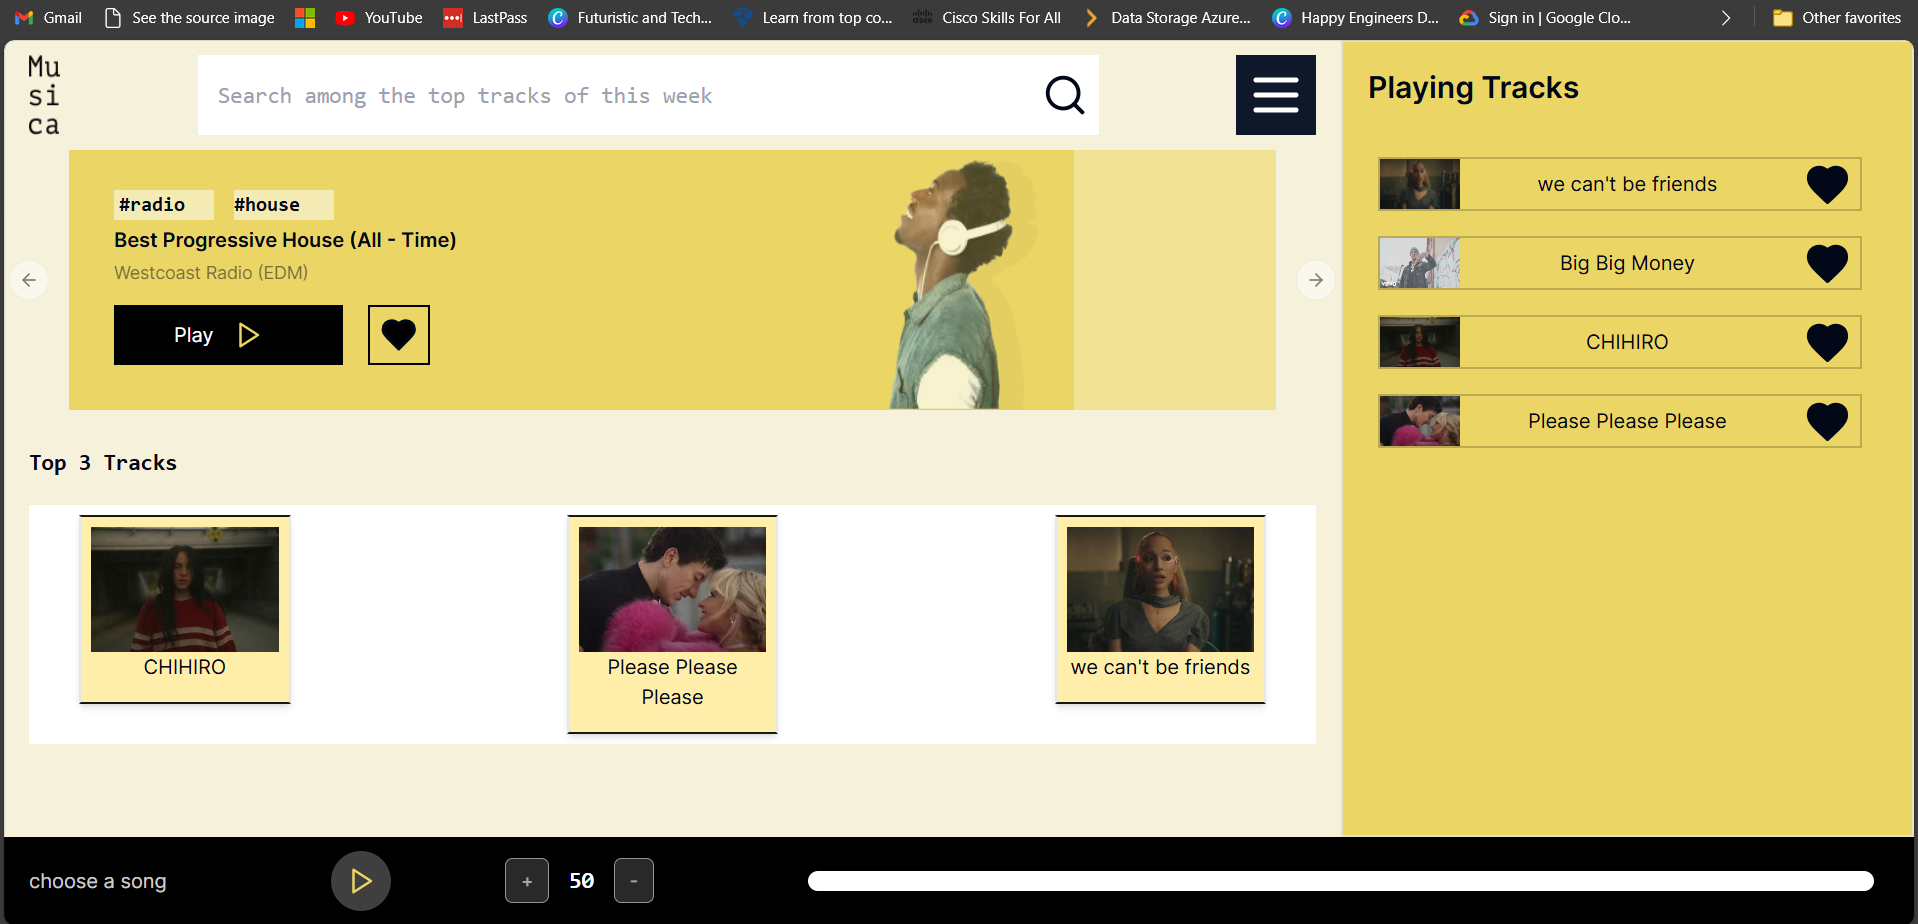 Gmail
See the source image
YouTube
LastPass
Futuristic and Tech...
Learn from top co...
Cisco Skills For All
Data Storage Azure...
Happy Engineers D...
Sign in | Google Clo...
Other favorites
Mu
si
ca
Search among the top tracks of this week
#radio #house
Best Progressive House (All - Time)
Westcoast Radio (EDM)
Play
Top 3 Tracks
CHIHIRO
Please Please
Please
we can't be friends
Playing Tracks
we can't be friends
Big Big Money
vevo
CHIHIRO
Please Please Please
choose a song
+ 50 -